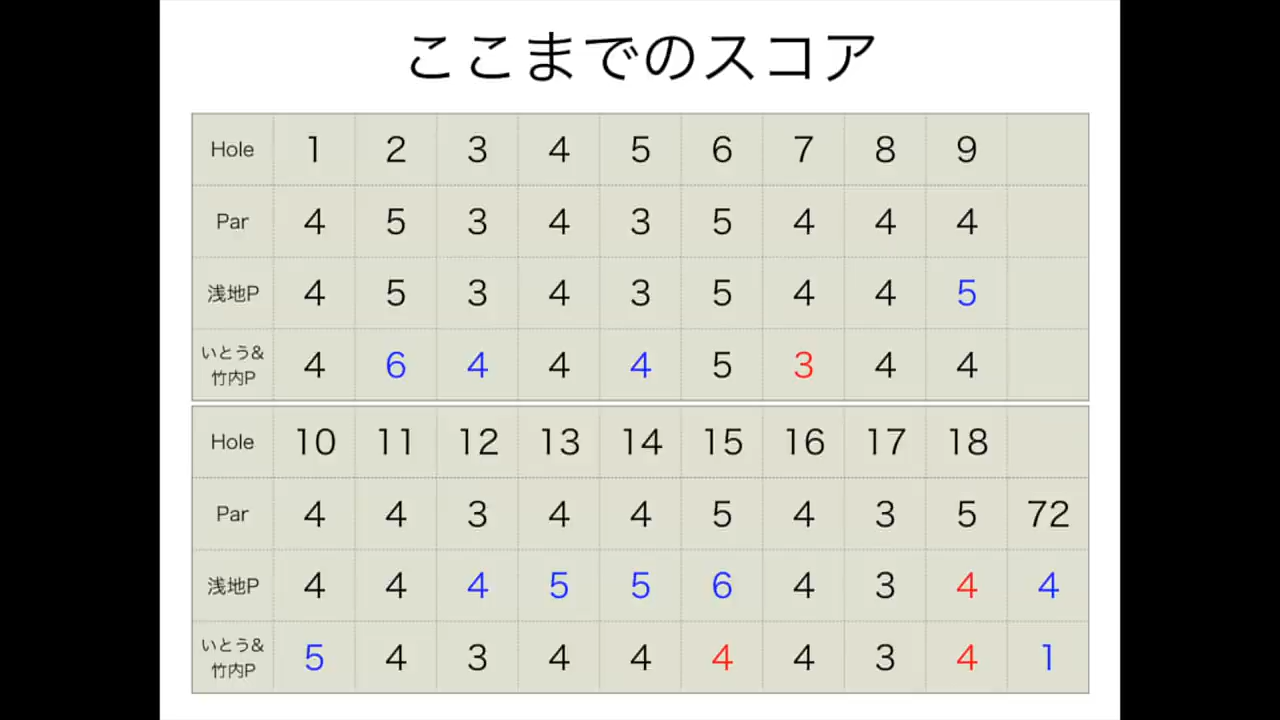 ここまでのスコア
Hole 1 2 3 4 5 6 7 8 9
Par 4 5 3 4 3 5 4 4 4
浅地P 4 5 3 4 3 5 4 4 5
いとう&
竹内P 4 6 4 4 4 5 3 4 4
Hole 10 11 12 13 14 15 16 17 18
Par 4 4 3 4 4 5 4 3 5 72
浅地P 4 4 4 5 5 6 4 3 4 4
いとう&
竹内P 5 4 3 4 4 4 4 3 4 1